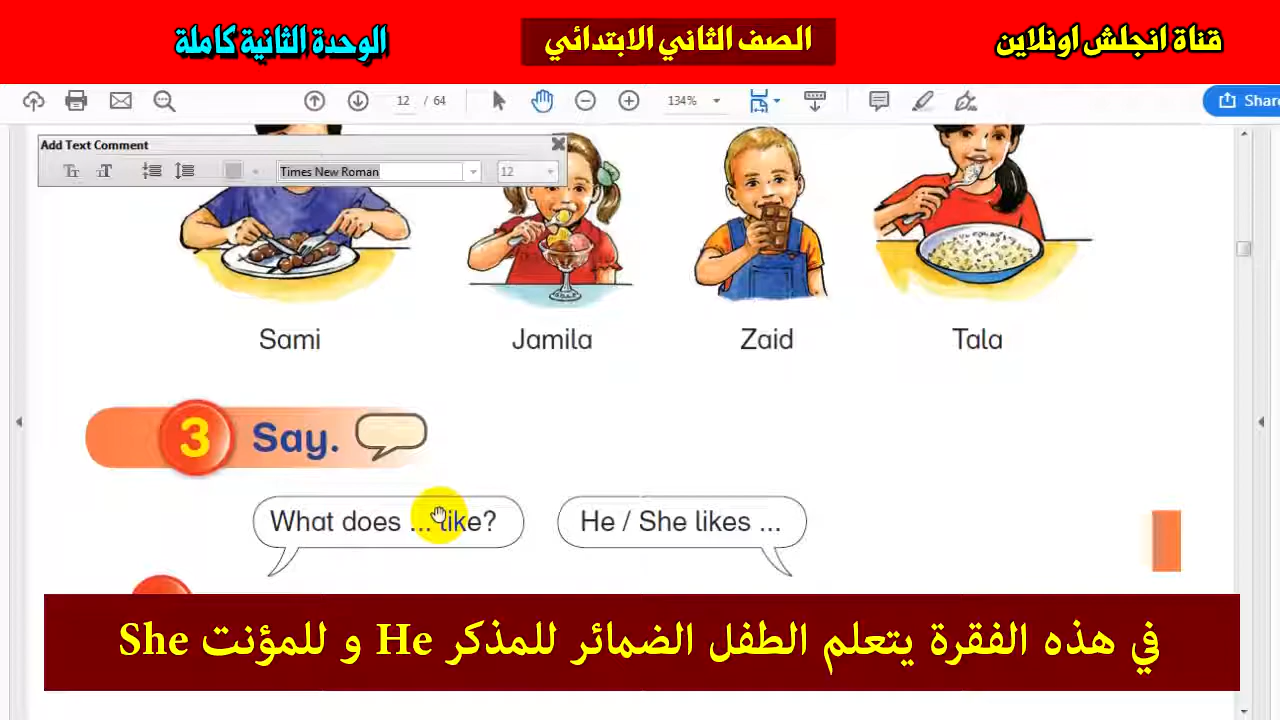 قناة انجلش اونلاين
الصف الثاني الابتدائي
الوحدة الثانية كاملة
12 / 64
134%
Share
Add Text Comment
Times New Roman
12
Sami
Jamila
Zaid
Tala
3 Say.
What does ... like?
He / She likes ...
في هذه الفقرة يتعلم الطفل الضمائر للمذكر He و للمؤنت She